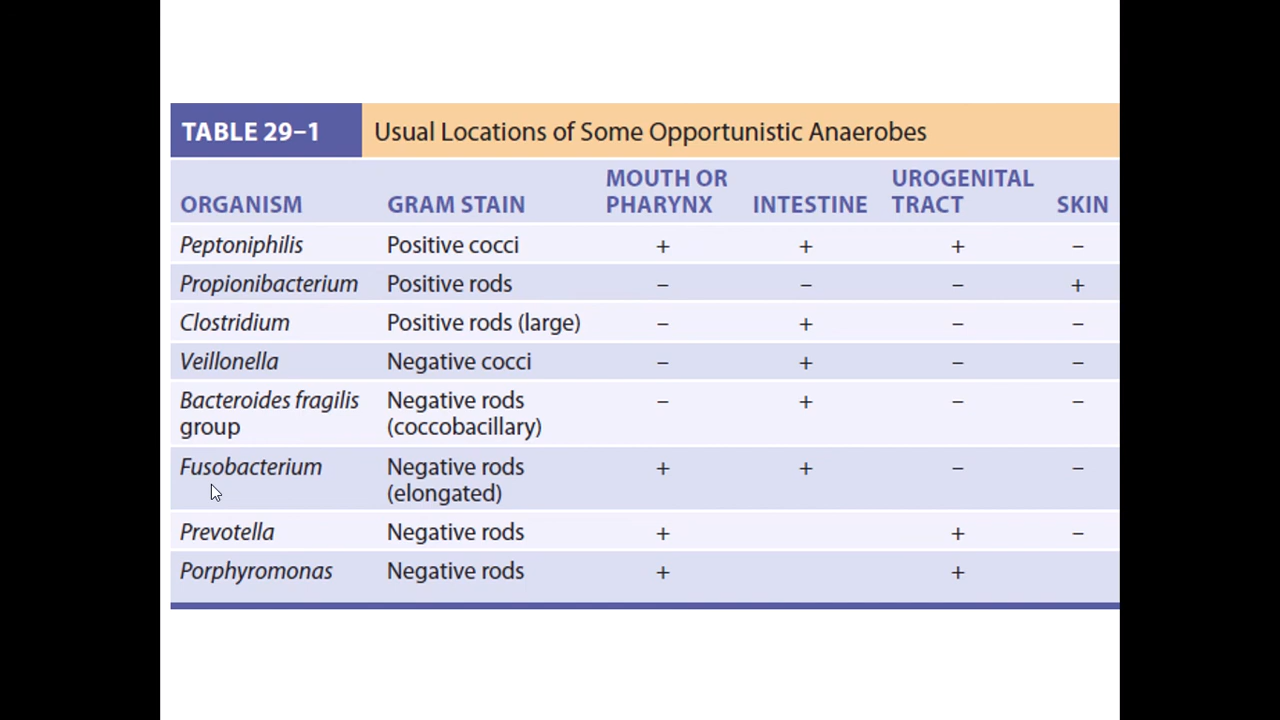 TABLE 29–1 Usual Locations of Some Opportunistic Anaerobes
MOUTH OR UROGENITAL
ORGANISM GRAM STAIN PHARYNX INTESTINE TRACT SKIN
Peptoniphilis Positive cocci + + + –
Propionibacterium Positive rods – – – +
Clostridium Positive rods (large) – + – –
Veillonella Negative cocci – + – –
Bacteroides fragilis Negative rods – + – –
group (coccobacillary)
Fusobacterium Negative rods + + – –
(elongated)
Prevotella Negative rods + + –
Porphyromonas Negative rods + +